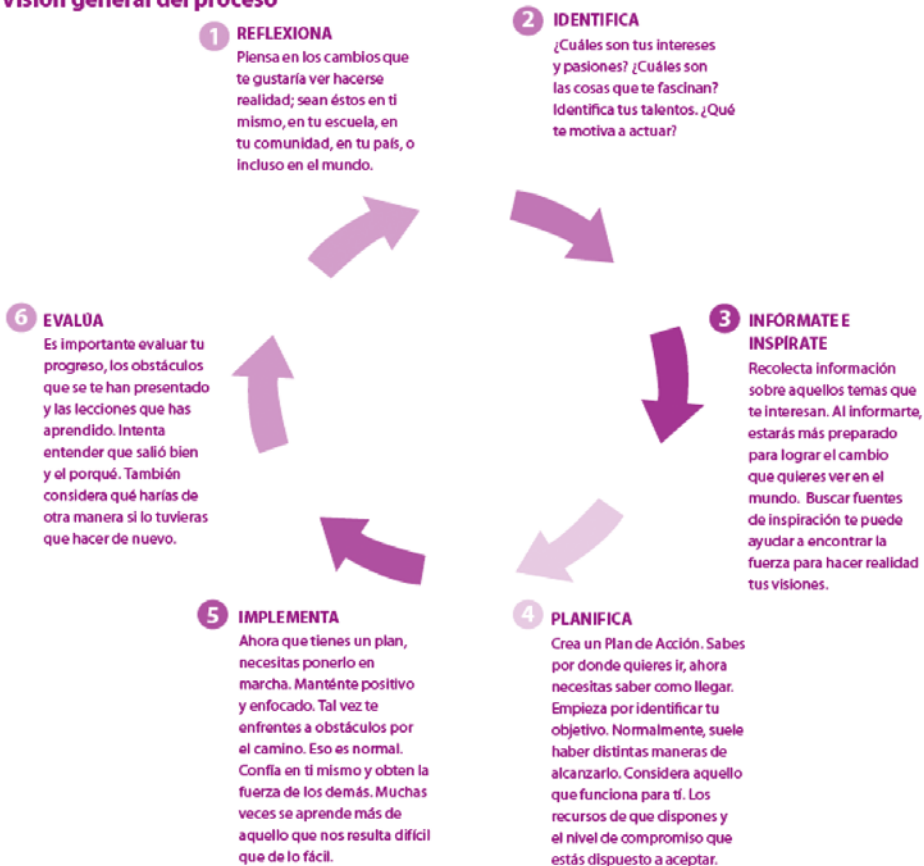 Visión general del proceso
1 REFLEXIONA
Piensa en los cambios que
te gustaría ver hacerse
realidad; sean éstos en ti
mismo, en tu escuela, en
tu comunidad, en tu país, o
incluso en el mundo.
2 IDENTIFICA
¿Cuáles son tus intereses
y pasiones? ¿Cuáles son
las cosas que te fascinan?
Identifica tus talentos. ¿Qué
te motiva a actuar?
3 INFÓRMATE E
INSPÍRATE
Recolecta información
sobre aquellos temas que
te interesan. Al informarte,
estarás más preparado
para lograr el cambio
que quieres ver en el
mundo. Buscar fuentes
de inspiración te puede
ayudar a encontrar la
fuerza para hacer realidad
tus visiones.
4 PLANIFICA
Crea un Plan de Acción. Sabes
por donde quieres ir, ahora
necesitas saber como llegar.
Empieza por identificar tu
objetivo. Normalmente, suele
haber distintas maneras de
alcanzarlo. Considera aquello
que funciona para tí. Los
recursos de que dispones y
el nivel de compromiso que
estás dispuesto a aceptar.
5 IMPLEMENTA
Ahora que tienes un plan,
necesitas ponerlo en
marcha. Manténte positivo
y enfocado. Tal vez te
enfrentes a obstáculos por
el camino. Eso es normal.
Confía en ti mismo y obten la
fuerza de los demás. Muchas
veces se aprende más de
aquello que nos resulta difícil
que de lo fácil.
6 EVALÚA
Es importante evaluar tu
progreso, los obstáculos
que se te han presentado
y las lecciones que has
aprendido. Intenta
entender que salió bien
y el porqué. También
considera qué harías de
otra manera si lo tuvieras
que hacer de nuevo.